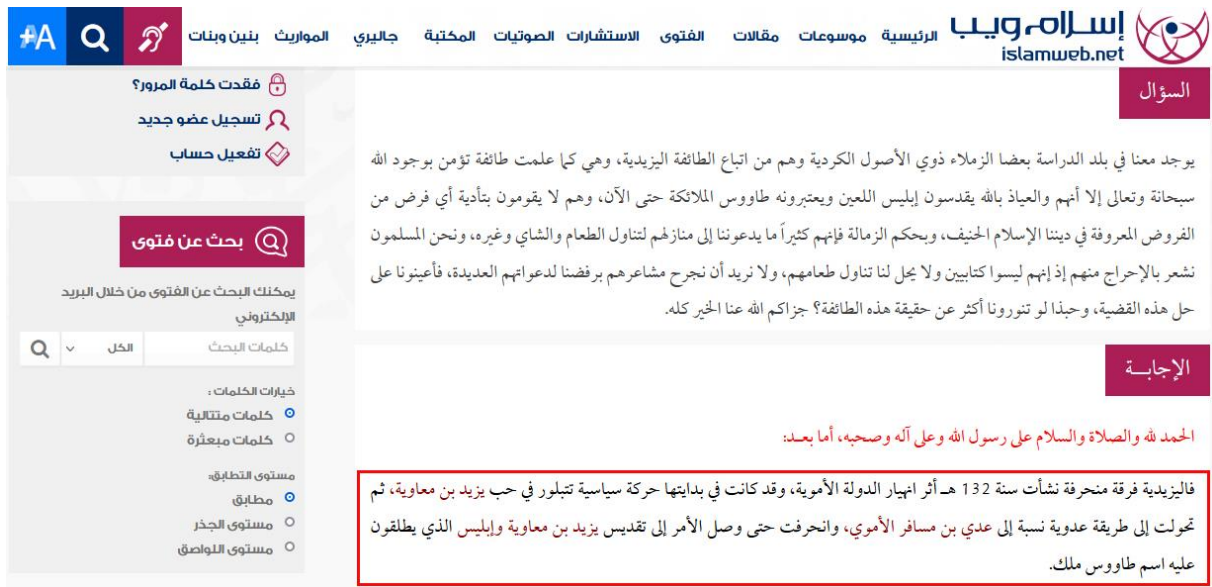 إسلام ويب
islamweb.net
الرئيسية موسوعات مقالات الفتوى الاستشارات الصوتيات المكتبة جاليري المواريث بنين وبنات
+AA
السؤال
يوجد معنا في بلد الدراسة بعضا الزملاء ذوي الأصول الكردية وهم من اتباع الطائفة اليزيدية، وهي كما علمت طائفة تؤمن بوجود الله
سبحانة وتعالى إلا أنهم والعياذ بالله يقدسون إبليس اللعين ويعتبرونه طاووس الملائكة حتى الآن، وهم لا يقومون بتأدية أي فرض من
الفروض المعروفة في ديننا الإسلام الحنيف، وبحكم الزمالة فإنهم كثيراً ما يدعوننا إلى منازلهم لتناول الطعام والشاي وغيره، ونحن المسلمون
نشعر بالإحراج منهم إذ إنهم ليسوا كتابيين ولا يحل لنا تناول طعامهم، ولا نريد أن نجرح مشاعرهم برفضنا لدعواتهم العديدة، فأعينونا على
حل هذه القضية، وحبذا لو تنورونا أكثر عن حقيقة هذه الطائفة؟ جزاكم الله عنا الخير كله.
الإجابــة
الحمد لله والصلاة والسلام على رسول الله وعلى آله وصحبه، أما بعـد:
فاليزيدية فرقة منحرفة نشأت سنة 132 هـ أثر انهيار الدولة الأموية، وقد كانت في بدايتها حركة سياسية تتبلور في حب يزيد بن معاوية، ثم
تحولت إلى طريقة عدوية نسبة إلى عدي بن مسافر الأموي، وانحرفت حتى وصل الأمر إلى تقديس يزيد بن معاوية وإبليس الذي يطلقون
عليه اسم طاووس ملك.
فقدت كلمة المرور؟
تسجيل عضو جديد
تفعيل حساب
بحث عن فتوى
يمكنك البحث عن الفتوى من خلال البريد
الإلكتروني
كلمات البحث الكل
خيارات الكلمات :
كلمات متتالية
كلمات مبعثرة
مستوى التطابق:
مطابق
مستوى الجذر
مستوى اللواصق